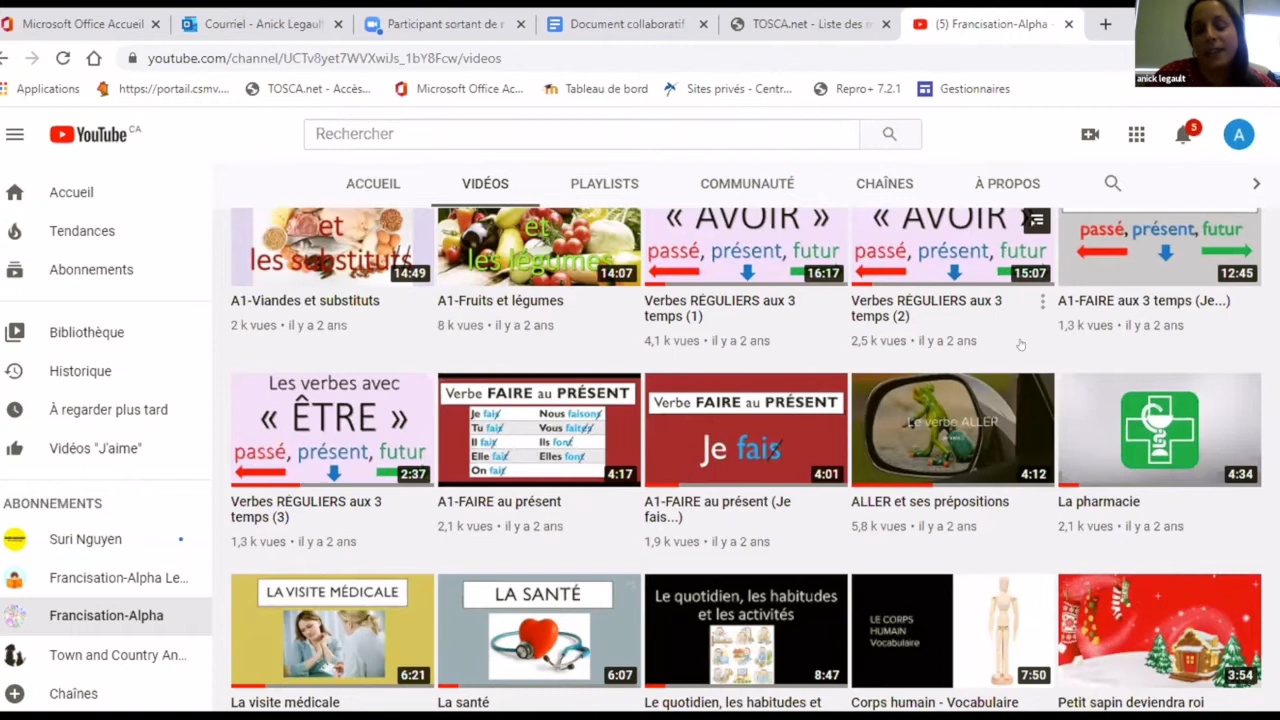 Microsoft Office Accueil
Courriel - Anick Legault
Participant sortant de r
Document collaboratif
TOSCA.net - Liste des m
(5) Francisation-Alpha -
youtube.com/channel/UCTv8yet7WVXwiJs_1bY8Fcw/videos
Applications
https://portail.csmv....
TOSCA.net - Accès...
Microsoft Office Ac...
Tableau de bord
Sites privés - Centr...
Repro+ 7.2.1
Gestionnaires
anick legault
YouTube CA
Rechercher
5
A
ACCUEIL
VIDÉOS
PLAYLISTS
COMMUNAUTÉ
CHAÎNES
À PROPOS
Accueil
Tendances
Abonnements
Bibliothèque
Historique
À regarder plus tard
Vidéos "J'aime"
ABONNEMENTS
Suri Nguyen
Francisation-Alpha Le...
Francisation-Alpha
Town and Country An...
Chaînes
et
les substituts
14:49
A1-Viandes et substituts
2 k vues • il y a 2 ans
et
les légumes
14:07
A1-Fruits et légumes
8 k vues • il y a 2 ans
« AVOIR »
passé, présent, futur
16:17
Verbes RÉGULIERS aux 3
temps (1)
4,1 k vues • il y a 2 ans
« AVOIR »
passé, présent, futur
15:07
Verbes RÉGULIERS aux 3
temps (2)
2,5 k vues • il y a 2 ans
passé, présent, futur
12:45
A1-FAIRE aux 3 temps (Je...)
1,3 k vues • il y a 2 ans
Les verbes avec
« ÊTRE »
passé, présent, futur
2:37
Verbes RÉGULIERS aux 3
temps (3)
1,3 k vues • il y a 2 ans
Verbe FAIRE au PRÉSENT
Je fais Nous faisons
Tu fais Vous faites
Il fait Ils font
Elle fait Elles font
On fait
4:17
A1-FAIRE au présent
2,1 k vues • il y a 2 ans
Verbe FAIRE au PRÉSENT
Je fais
4:01
A1-FAIRE au présent (Je
fais...)
1,9 k vues • il y a 2 ans
Le verbe ALLER
4:12
ALLER et ses prépositions
5,8 k vues • il y a 2 ans
4:34
La pharmacie
2,1 k vues • il y a 2 ans
LA VISITE MÉDICALE
6:21
La visite médicale
LA SANTÉ
6:07
La santé
Le quotidien, les habitudes
et les activités
8:47
Le quotidien, les habitudes et
LE CORPS
HUMAIN
Vocabulaire
7:50
Corps humain - Vocabulaire
3:54
Petit sapin deviendra roi